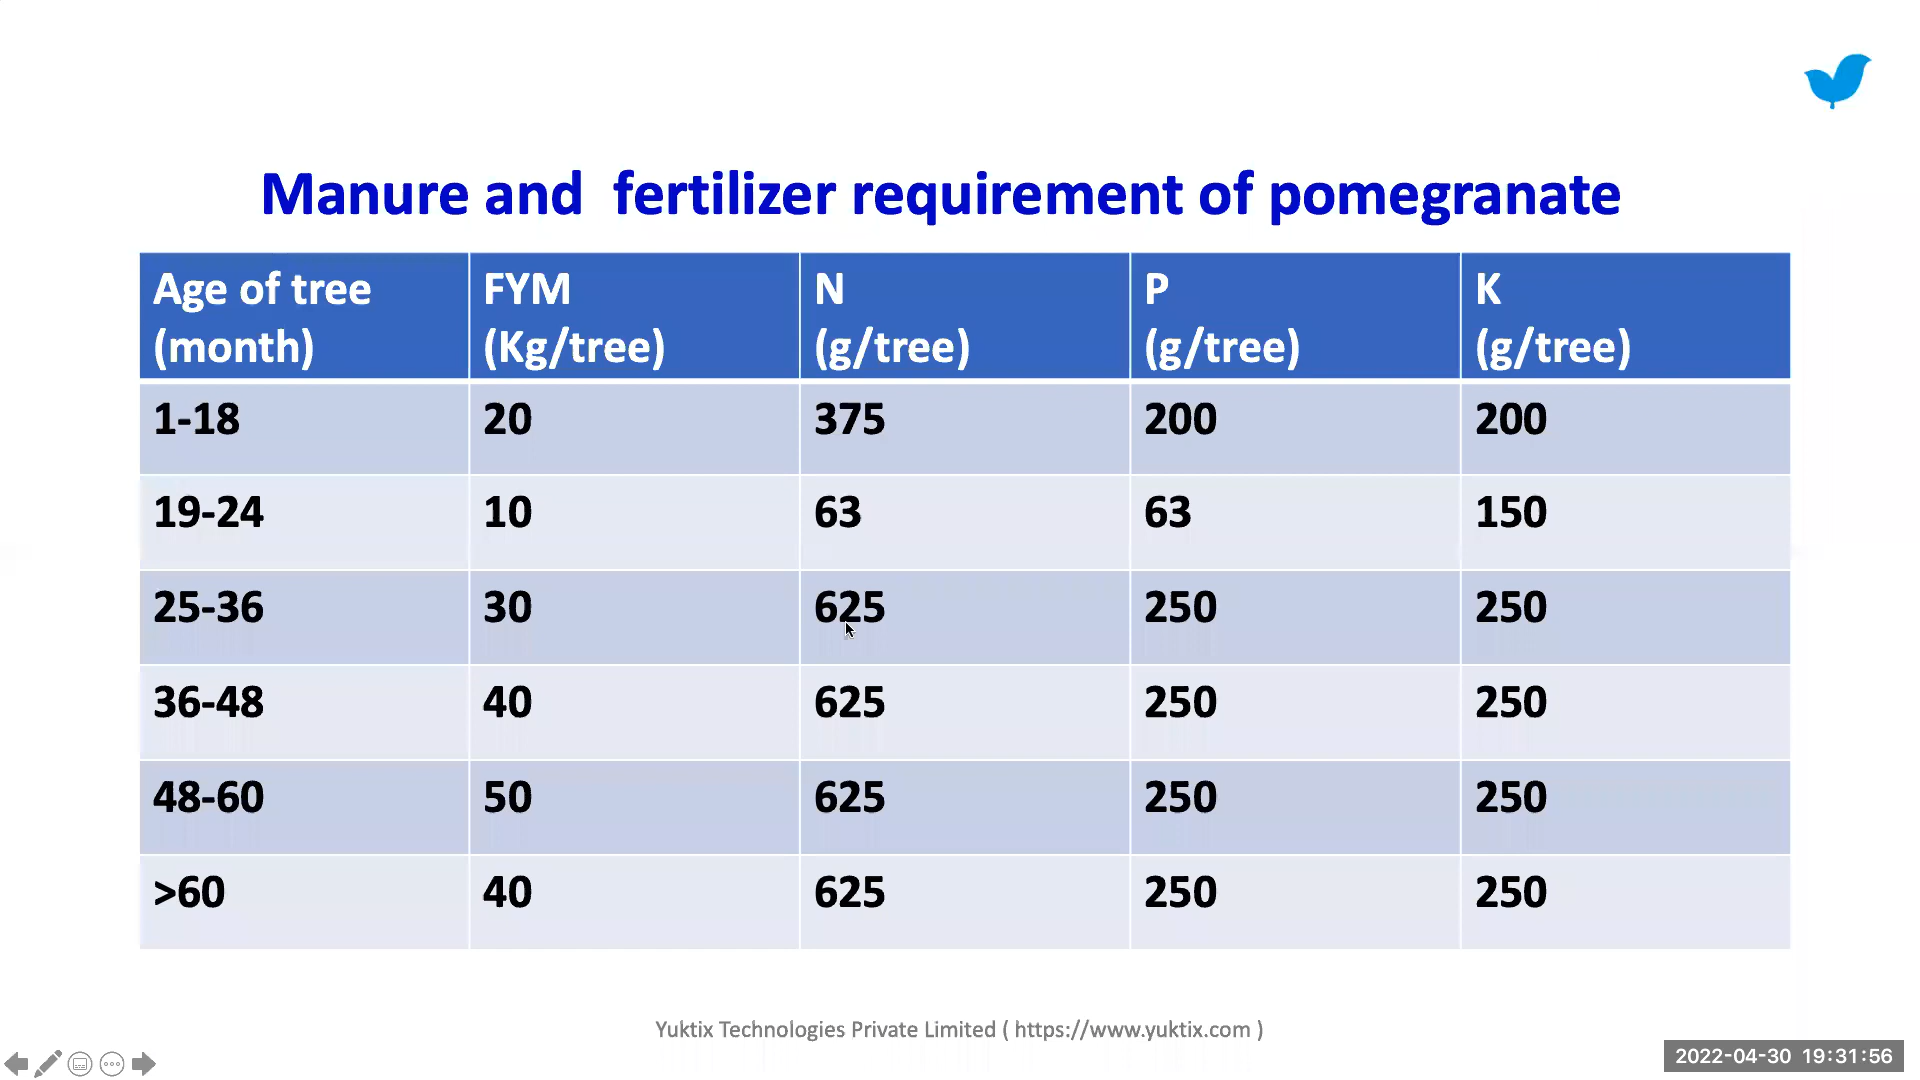 Manure and fertilizer requirement of pomegranate
Age of tree (month) FYM (Kg/tree) N (g/tree) P (g/tree) K (g/tree)
1-18 20 375 200 200
19-24 10 63 63 150
25-36 30 625 250 250
36-48 40 625 250 250
48-60 50 625 250 250
>60 40 625 250 250
Yuktix Technologies Private Limited ( https://www.yuktix.com )
2022-04-30 19:31:56